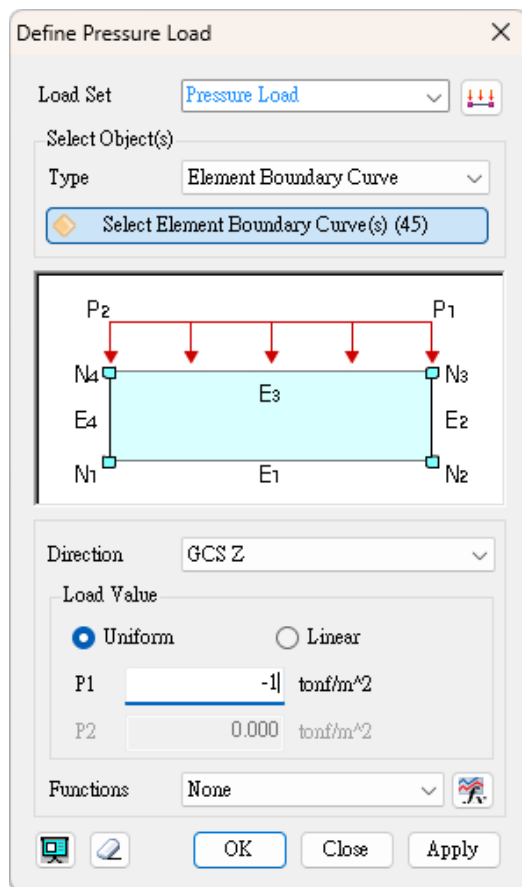 Define Pressure Load
Load Set Pressure Load
Select Object(s)
Type Element Boundary Curve
Select Element Boundary Curve(s) (45)
P2 P1
N4 N3
E3
E4 E2
N1 E1 N2
Direction GCS Z
Load Value
Uniform Linear
P1 -1 tonf/m^2
P2 0.000 tonf/m^2
Functions None
OK Close Apply